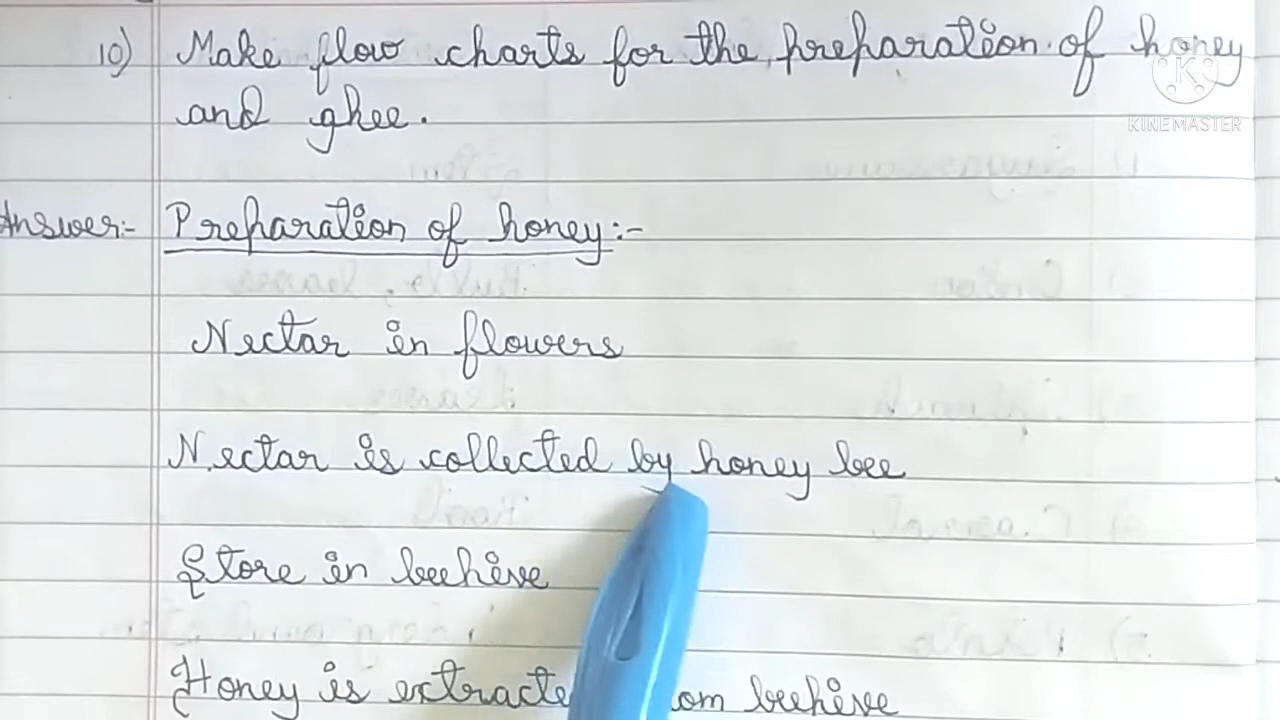 10) Make flow charts for the preparation of honey
and ghee.
KINEMASTER
Answer:- Preparation of honey:-
Nectar in flowers
Nectar is collected by honey bee
Store in beehive
Honey is extracte om beehive